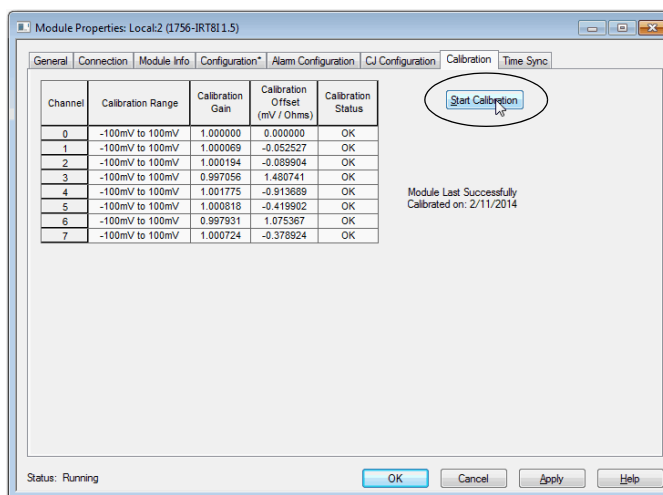 Module Properties: Local:2 (1756-IRT8I 1.5)
General Connection Module Info Configuration* Alarm Configuration CJ Configuration Calibration Time Sync
Channel Calibration Range Calibration Gain Calibration Offset (mV / Ohms) Calibration Status
0 -100mV to 100mV 1.000000 0.000000 OK
1 -100mV to 100mV 1.000069 -0.052527 OK
2 -100mV to 100mV 1.000194 -0.089904 OK
3 -100mV to 100mV 0.997056 1.480741 OK
4 -100mV to 100mV 1.001775 -0.913689 OK
5 -100mV to 100mV 1.000818 -0.419902 OK
6 -100mV to 100mV 0.997931 1.075367 OK
7 -100mV to 100mV 1.000724 -0.378924 OK
Start Calibration
Module Last Successfully
Calibrated on: 2/11/2014
Status: Running
OK Cancel Apply Help